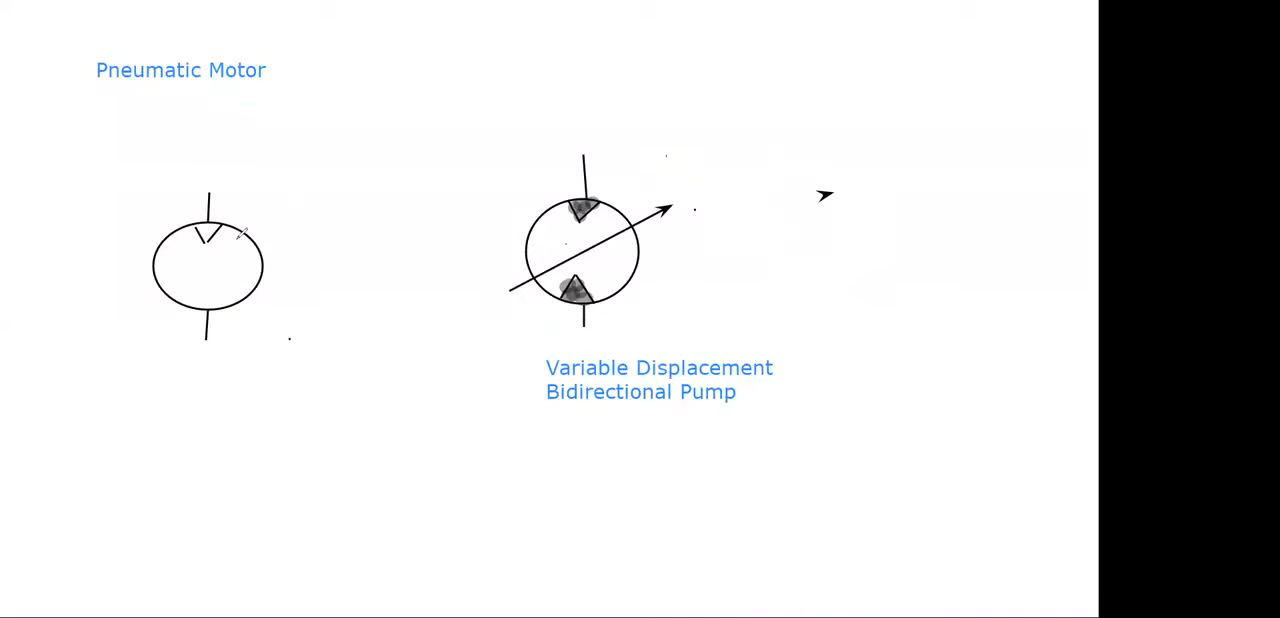 Pneumatic Motor
Variable Displacement
Bidirectional Pump